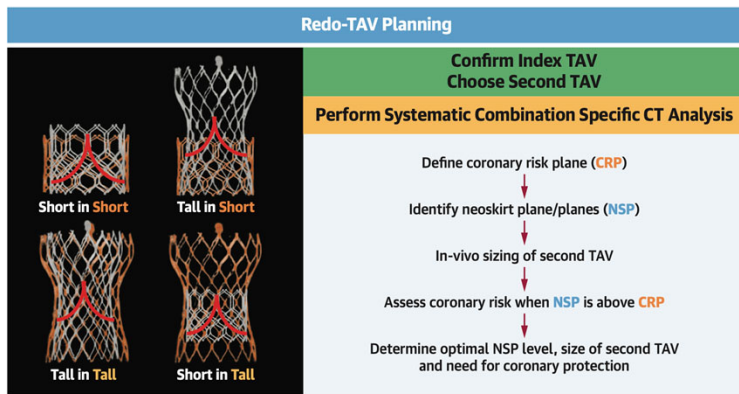 Redo-TAV Planning
Short in Short
Tall in Short
Tall in Tall
Short in Tall
Confirm Index TAV
Choose Second TAV
Perform Systematic Combination Specific CT Analysis
Define coronary risk plane (CRP)
Identify neoskirt plane/planes (NSP)
In-vivo sizing of second TAV
Assess coronary risk when NSP is above CRP
Determine optimal NSP level, size of second TAV
and need for coronary protection